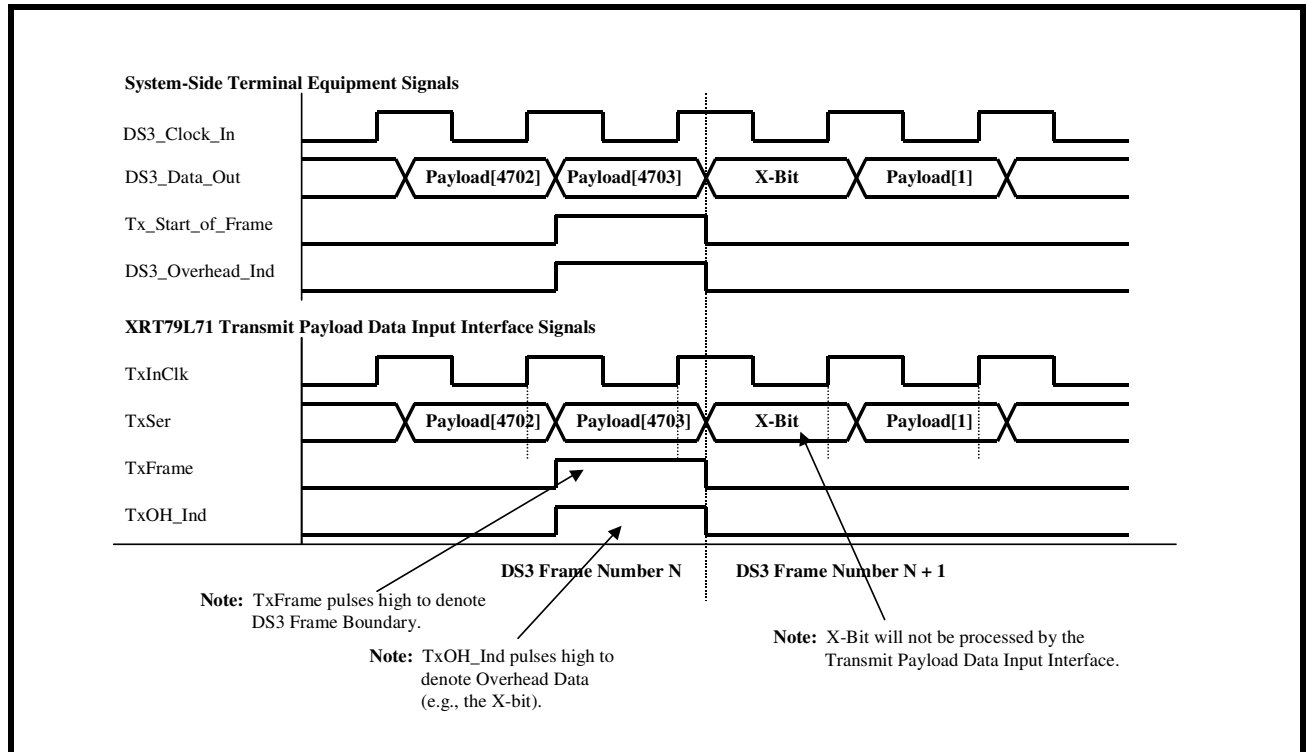 System-Side Terminal Equipment Signals
DS3_Clock_In
DS3_Data_Out
Payload[4702] Payload[4703] X-Bit Payload[1]
Tx_Start_of_Frame
DS3_Overhead_Ind
XRT79L71 Transmit Payload Data Input Interface Signals
TxInClk
TxSer
Payload[4702] Payload[4703] X-Bit Payload[1]
TxFrame
TxOH_Ind
DS3 Frame Number N
DS3 Frame Number N + 1
Note: TxFrame pulses high to denote
DS3 Frame Boundary.
Note: TxOH_Ind pulses high to
denote Overhead Data
(e.g., the X-bit).
Note: X-Bit will not be processed by the
Transmit Payload Data Input Interface.